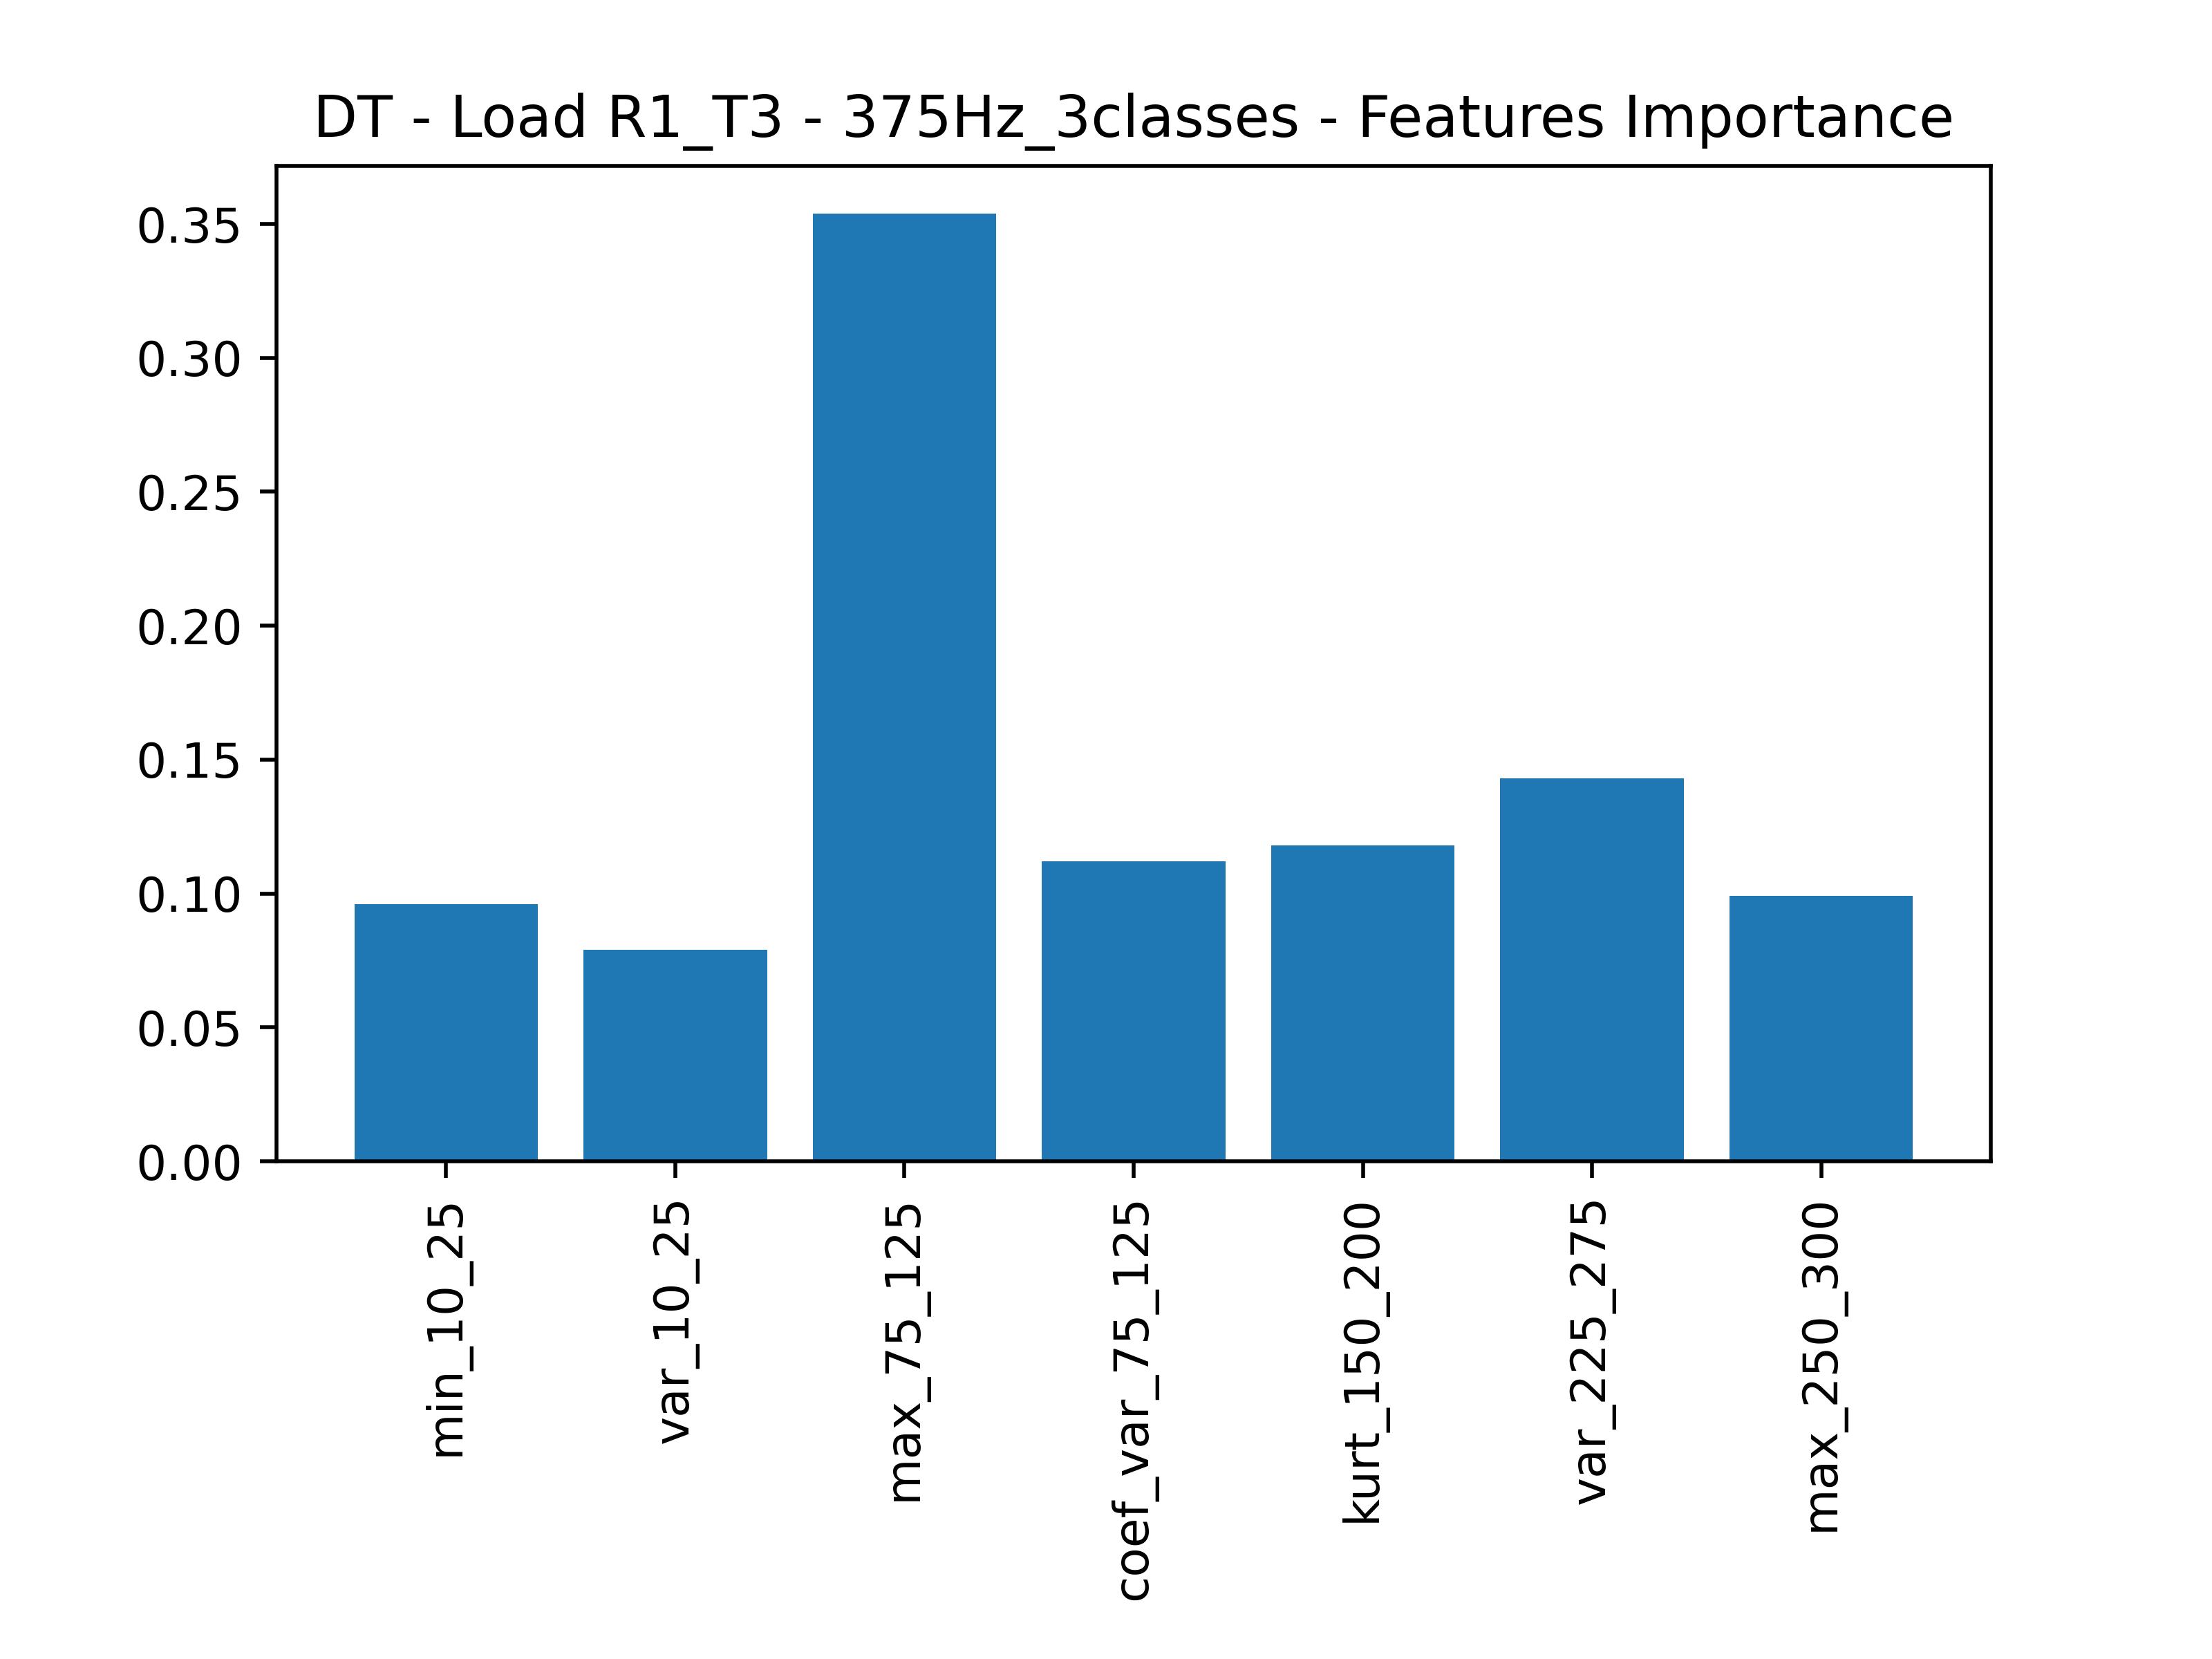 DT - Load R1_T3 - 375Hz_3classes - Features Importance
0.35
0.30
0.25
0.20
0.15
0.10
0.05
0.00
min_10_25
var_10_25
max_75_125
coef_var_75_125
kurt_150_200
var_225_275
max_250_300